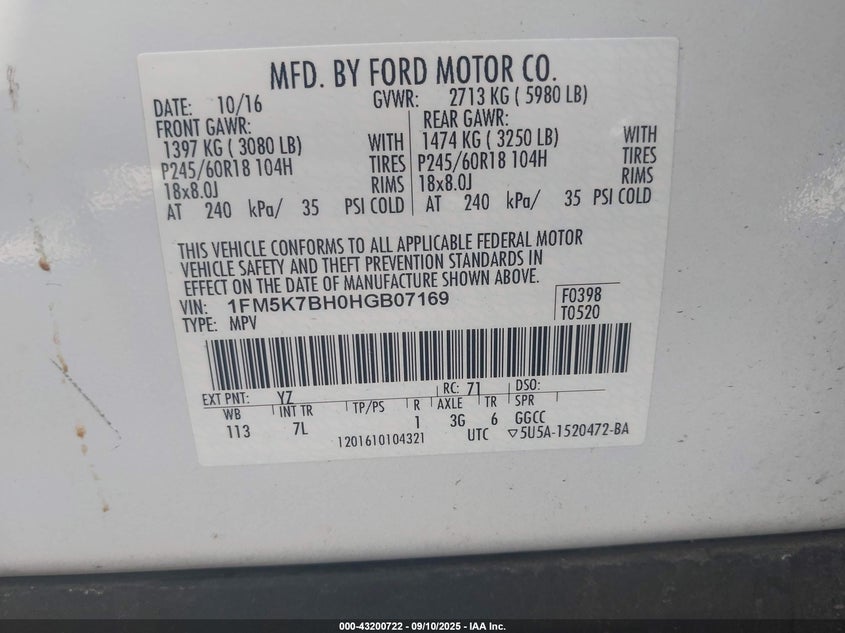 MFD. BY FORD MOTOR CO.
DATE: 10/16 GVWR: 2713 KG ( 5980 LB)
FRONT GAWR: REAR GAWR:
1397 KG ( 3080 LB) WITH 1474 KG ( 3250 LB) WITH
P245/60R18 104H TIRES P245/60R18 104H TIRES
18x8.0J RIMS 18x8.0J RIMS
AT 240 kPa/ 35 PSI COLD AT 240 kPa/ 35 PSI COLD
THIS VEHICLE CONFORMS TO ALL APPLICABLE FEDERAL MOTOR
VEHICLE SAFETY AND THEFT PREVENTION STANDARDS IN
EFFECT ON THE DATE OF MANUFACTURE SHOWN ABOVE.
VIN: 1FM5K7BH0HGB07169 F0398
TYPE: MPV T0520
EXT PNT: YZ RC: 71 DSO:
WB INT TR TP/PS R AXLE TR SPR
113 7L 1 3G 6 GGCC
1201610104321 UTC ▽5U5A-1520472-BA
000-43200722 - 09/10/2025 - IAA Inc.